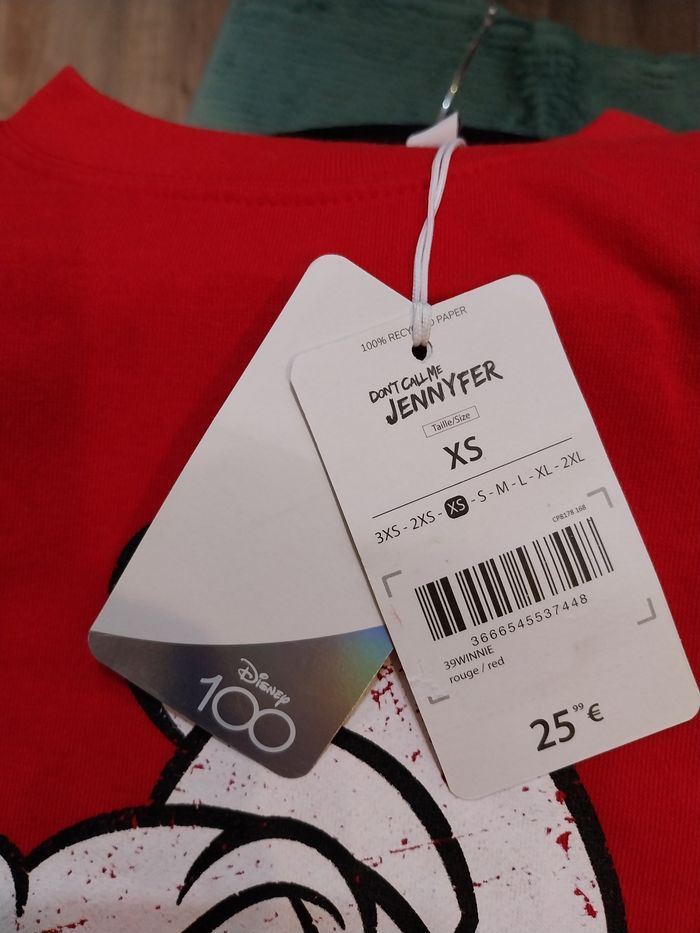 100% RECY D PAPER
DON'T CALL ME
JENNYFER
Taille/Size
XS
3XS - 2XS - XS - S - M - L - XL - 2XL
CPB178 168
3666545537448
39WINNIE
rouge / red
25,99 €
Disney
100